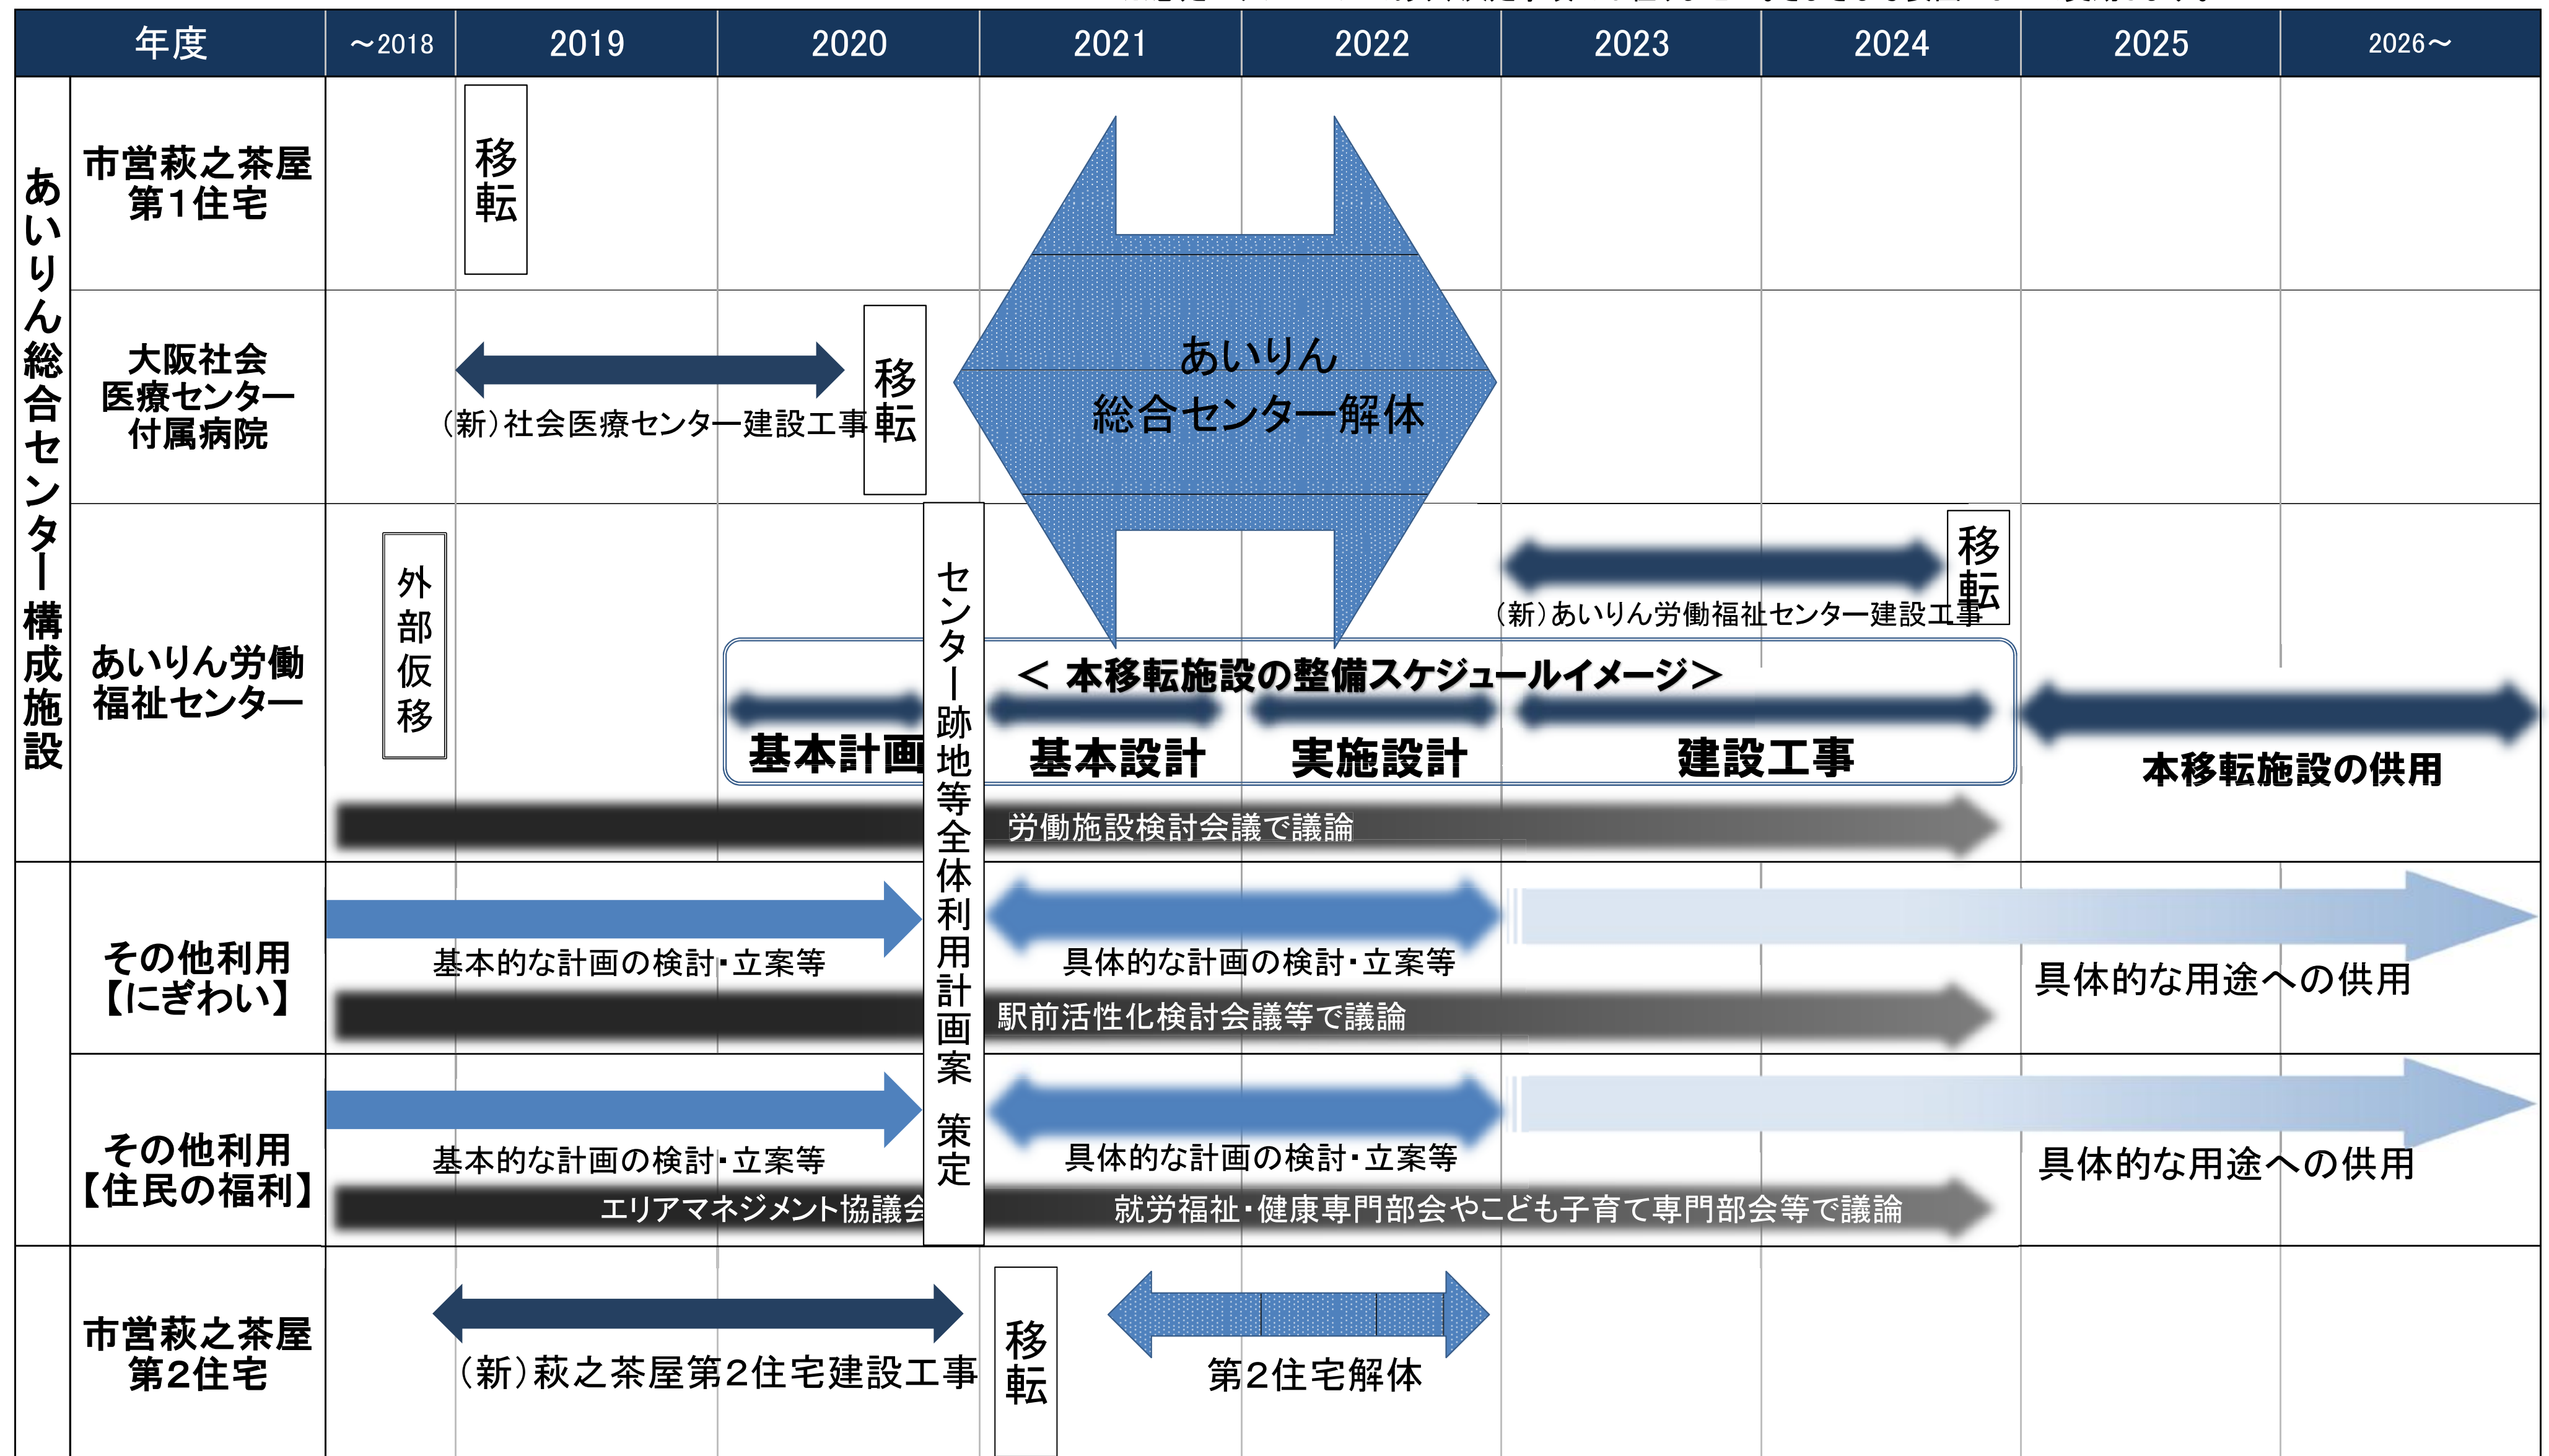 年度
～2018
2019
2020
2021
2022
2023
2024
2025
2026～
あいりん総合センター構成施設
市営萩之茶屋
第1住宅
移転
大阪社会
医療センター
付属病院
(新)社会医療センター建設工事
移転
あいりん
総合センター解体
あいりん労働
福祉センター
外部仮移
センター跡地等全体利用計画案 策定
(新)あいりん労働福祉センター建設工事
移転
＜ 本移転施設の整備スケジュールイメージ＞
基本計画
基本設計
実施設計
建設工事
本移転施設の供用
労働施設検討会議で議論
その他利用
【にぎわい】
基本的な計画の検討・立案等
具体的な計画の検討・立案等
具体的な用途への供用
駅前活性化検討会議等で議論
その他利用
【住民の福利】
基本的な計画の検討・立案等
具体的な計画の検討・立案等
具体的な用途への供用
エリアマネジメント協議会
就労福祉・健康専門部会やこども子育て専門部会等で議論
市営萩之茶屋
第2住宅
(新)萩之茶屋第2住宅建設工事
移転
第2住宅解体